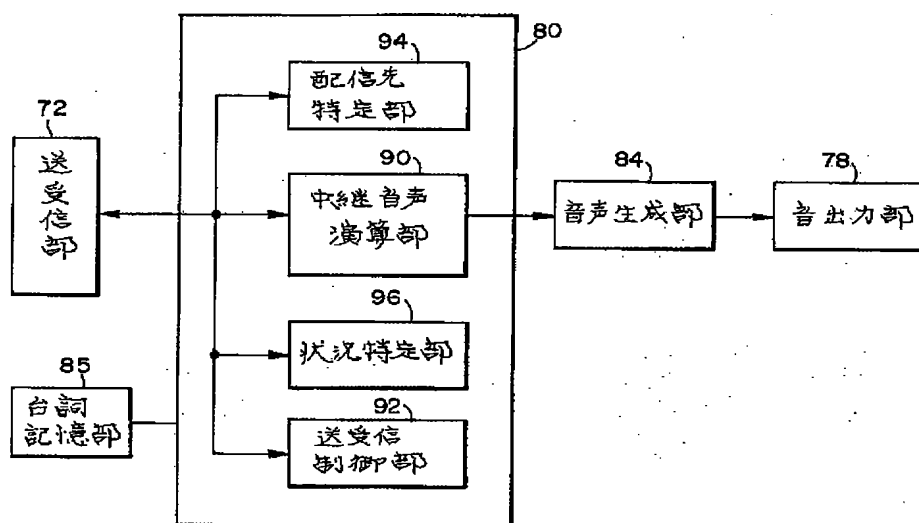 80
94
配信先
特定部
72
送受信部
90
中継音声
演算部
84
音声生成部
78
音出力部
96
状況特定部
85
台詞
記憶部
92
送受信
制御部